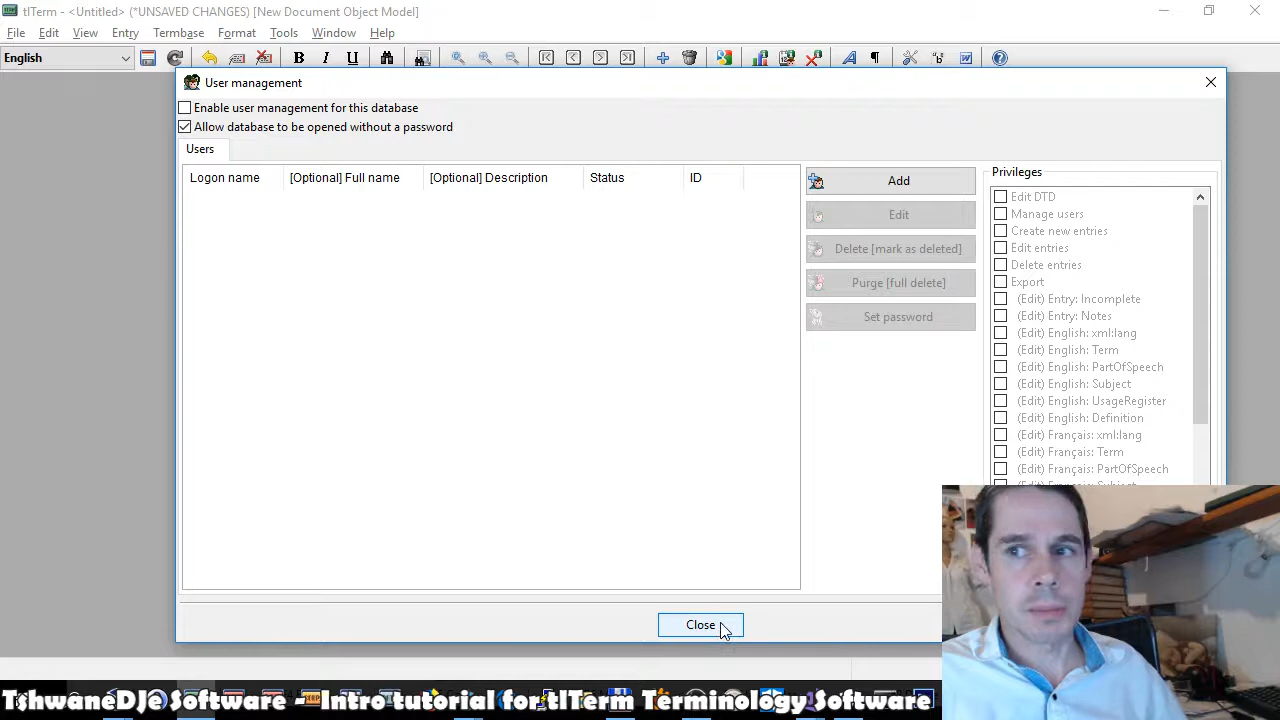 tlTerm - <Untitled> (*UNSAVED CHANGES) [New Document Object Model]
File Edit View Entry Termbase Format Tools Window Help
English
B I U
User management
Enable user management for this database
Allow database to be opened without a password
Users
Logon name [Optional] Full name [Optional] Description Status ID
Add
Edit
Delete [mark as deleted]
Purge [full delete]
Set password
Privileges
Edit DTD
Manage users
Create new entries
Edit entries
Delete entries
Export
(Edit) Entry: Incomplete
(Edit) Entry: Notes
(Edit) English: xml:lang
(Edit) English: Term
(Edit) English: PartOfSpeech
(Edit) English: Subject
(Edit) English: UsageRegister
(Edit) English: Definition
(Edit) Français: xml:lang
(Edit) Français: Term
(Edit) Français: PartOfSpeech
Close
TshwaneDJe Software - Intro tutorial for tlTerm Terminology Software